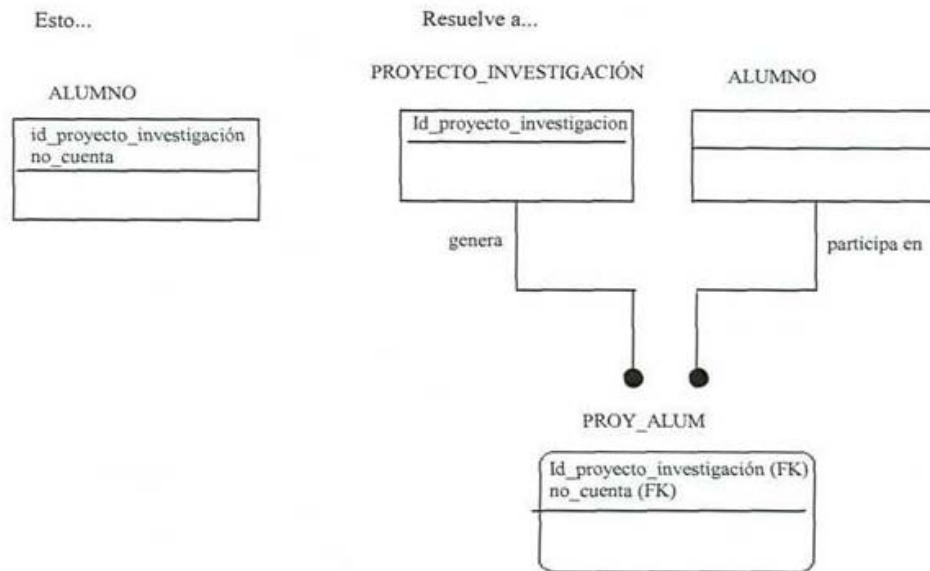 Esto...
Resuelve a...
ALUMNO
id_proyecto_investigación
no_cuenta
PROYECTO_INVESTIGACIÓN
Id_proyecto_investigacion
ALUMNO
genera
participa en
PROY_ALUM
Id_proyecto_investigación (FK)
no_cuenta (FK)